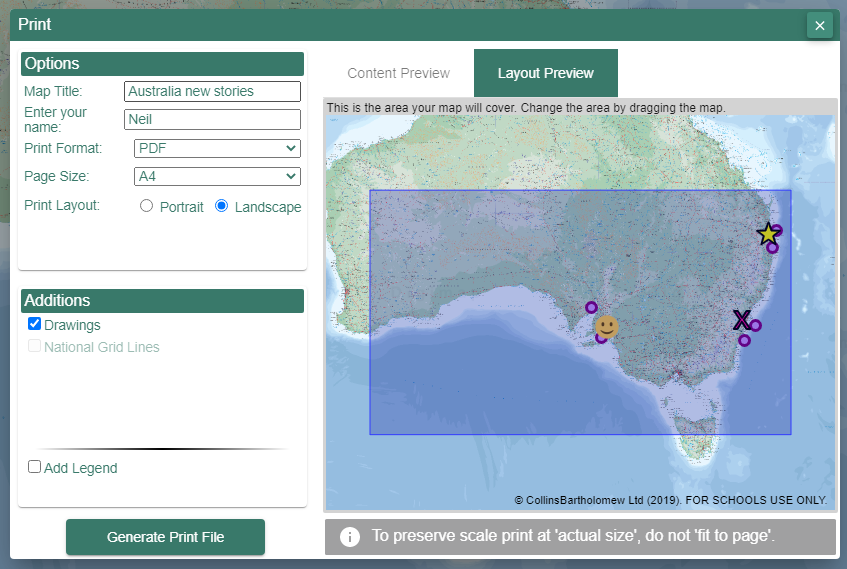 Print
×
Options
Map Title: Australia new stories
Enter your
name: Neil
Print Format: PDF
Page Size: A4
Print Layout: Portrait Landscape
Additions
Drawings
National Grid Lines
Add Legend
Generate Print File
Content Preview Layout Preview
This is the area your map will cover. Change the area by dragging the map.
X
© CollinsBartholomew Ltd (2019). FOR SCHOOLS USE ONLY.
i To preserve scale print at 'actual size', do not 'fit to page'.